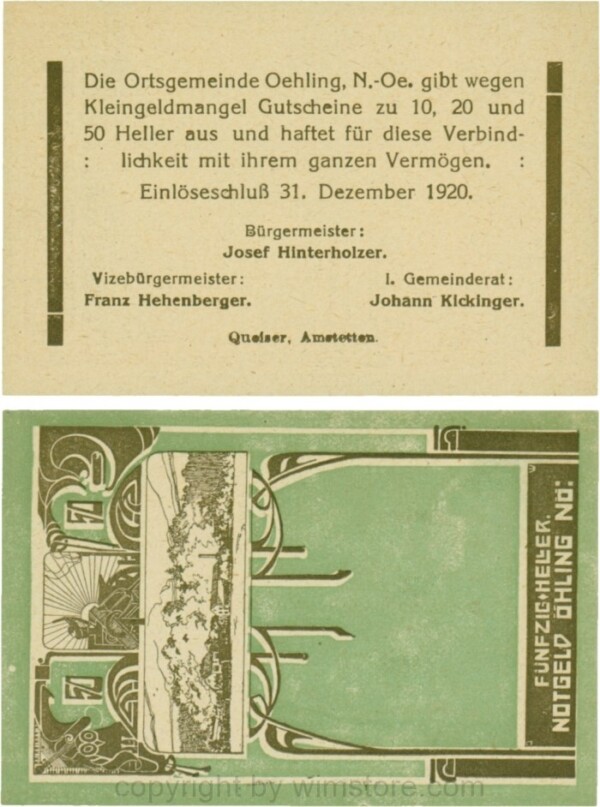 Die Ortsgemeinde Oehling, N.-Oe. gibt wegen
Kleingeldmangel Gutscheine zu 10, 20 und
50 Heller aus und haftet für diese Verbind-
: lichkeit mit ihrem ganzen Vermögen. :
Einlöseschluß 31. Dezember 1920.
Bürgermeister:
Josef Hinterholzer.
Vizebürgermeister: I. Gemeinderat:
Franz Hehenberger. Johann Kickinger.
Queiser, Amstetten.
50
50
FÜNFZIG·HELLER.
NOTGELD ÖHLING NÖ:
copyright by wimstore.com